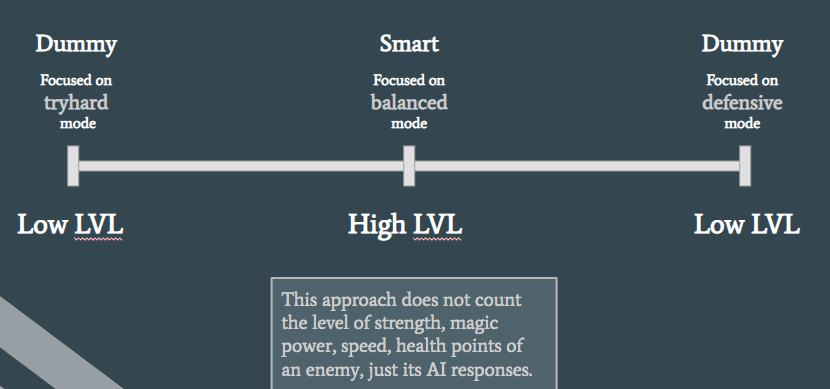 Dummy
Smart
Dummy
Focused on
tryhard
mode
Focused on
balanced
mode
Focused on
defensive
mode
Low LVL
High LVL
Low LVL
This approach does not count
the level of strength, magic
power, speed, health points of
an enemy, just its AI responses.